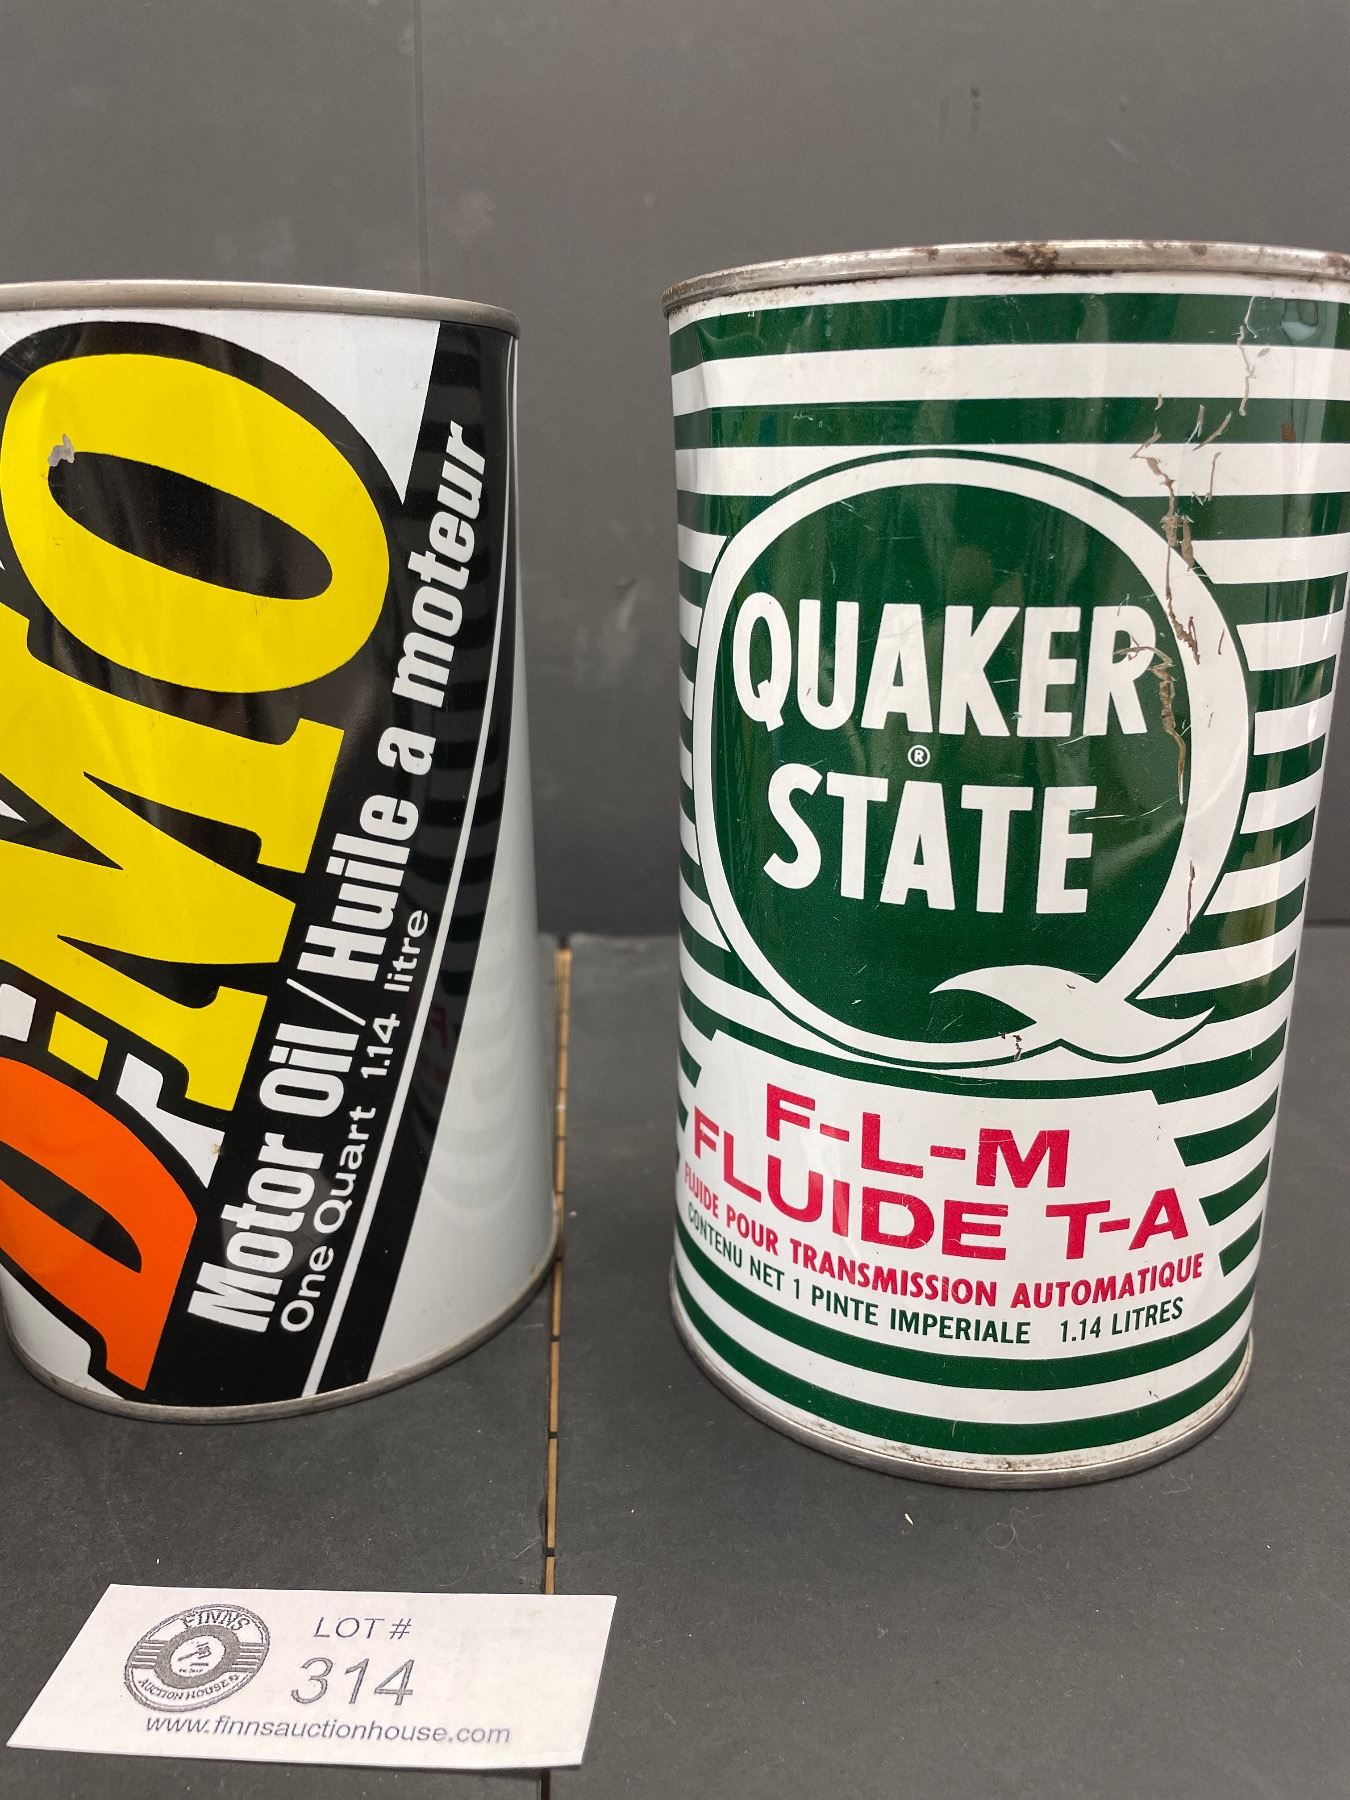 D-MO
Motor Oil/Huile a moteur
One Quart 1.14 litre
QUAKER
®
STATE
F-L-M
FLUIDE T-A
FLUIDE POUR TRANSMISSION AUTOMATIQUE
CONTENU NET 1 PINTE IMPERIALE 1.14 LITRES
FINNS
AUCTION HOUSE
LOT #
314
www.finnsauctionhouse.com